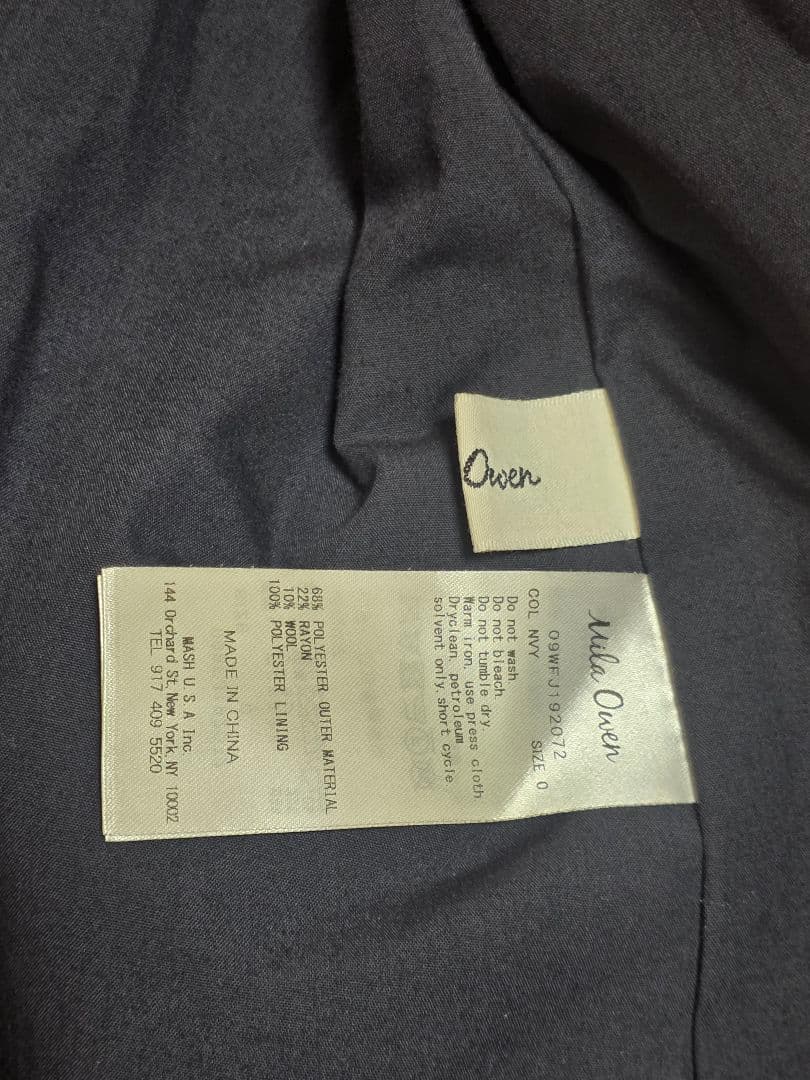 Owen
Mila Owen
09WFJ192072
COL NVY SIZE 0
Do not wash
Do not bleach.
Do not tumble dry.
Warm iron, use press cloth
Dryclean, petroleum
solvent only. short cycle.
68% POLYESTER OUTER MATERIAL
22% RAYON
10% WOOL
100% POLYESTER LINING
MADE IN CHINA
MASH U.S.A Inc.
144 Orchard St. New York, NY 10002
TEL 917 409 5520